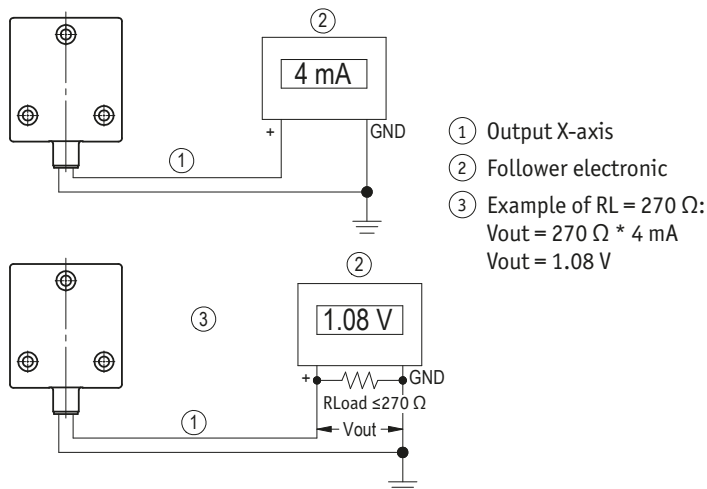 ②
4 mA
+
GND
①
① Output X-axis
② Follower electronic
③ Example of RL = 270 Ω:
Vout = 270 Ω * 4 mA
Vout = 1.08 V
②
③
1.08 V
+
GND
RLoad ≤270 Ω
①
Vout